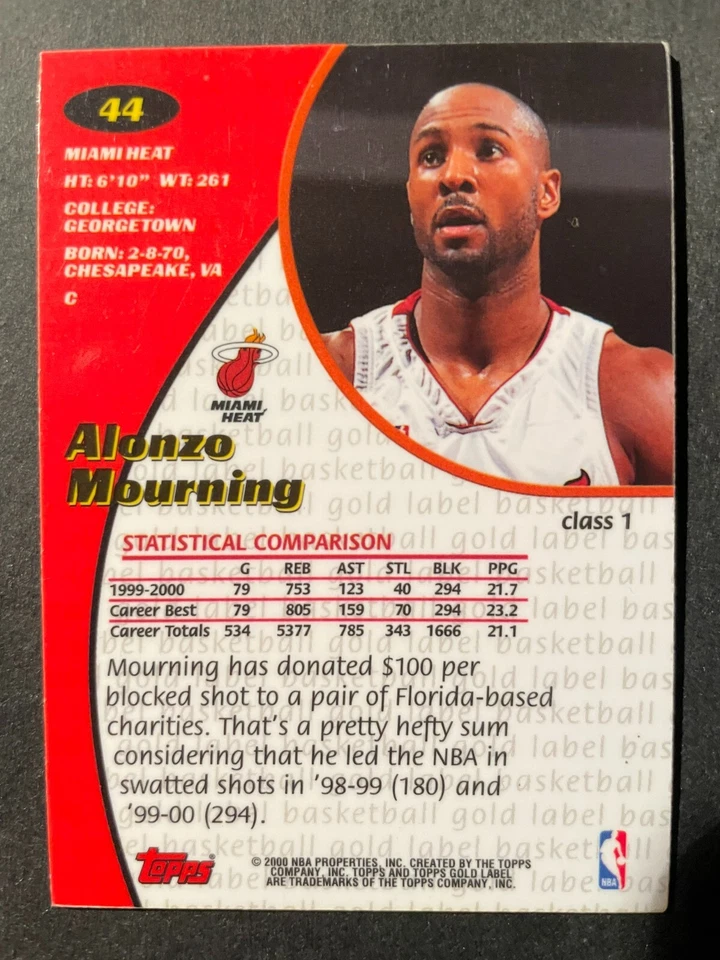 44
MIAMI HEAT
HT: 6'10" WT: 261
COLLEGE:
GEORGETOWN
BORN: 2-8-70,
CHESAPEAKE, VA
C
MIAMI
HEAT
Alonzo
Mourning
class 1
STATISTICAL COMPARISON
G REB AST STL BLK PPG
1999-2000 79 753 123 40 294 21.7
Career Best 79 805 159 70 294 23.2
Career Totals 534 5377 785 343 1666 21.1
Mourning has donated $100 per
blocked shot to a pair of Florida-based
charities. That's a pretty hefty sum
considering that he led the NBA in
swatted shots in '98-99 (180) and
'99-00 (294).
Topps
© 2000 NBA PROPERTIES, INC. CREATED BY THE TOPPS
COMPANY, INC. TOPPS AND TOPPS GOLD LABEL
ARE TRADEMARKS OF THE TOPPS COMPANY, INC.
NBA